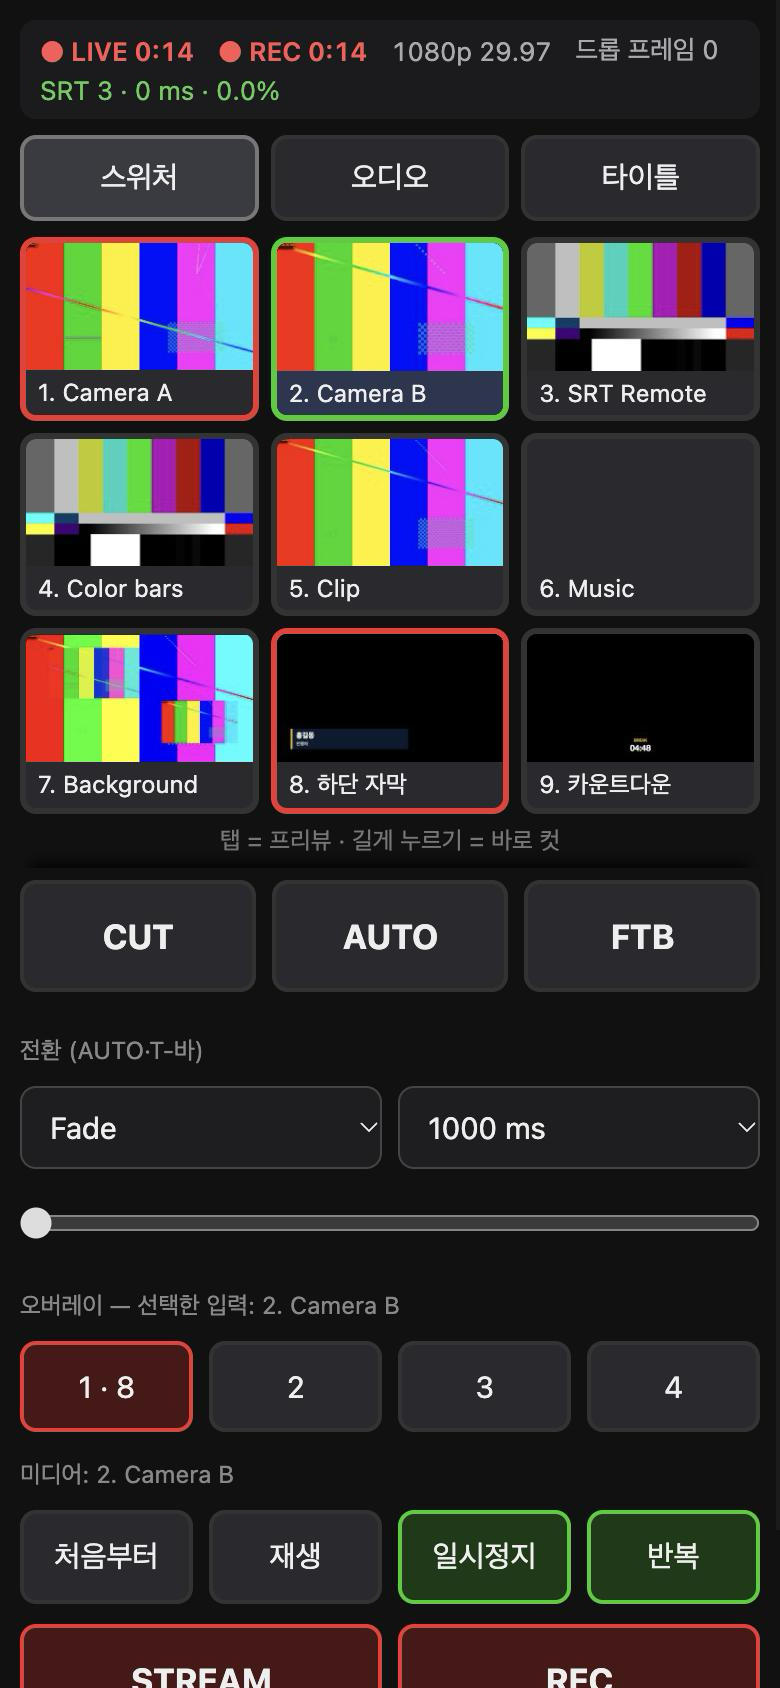 LIVE 0:14 REC 0:14 1080p 29.97 드롭 프레임 0
SRT 3 · 0 ms · 0.0%
스위처 오디오 타이틀
1. Camera A 2. Camera B 3. SRT Remote
4. Color bars 5. Clip 6. Music
홍길동
BREAK
04:48
7. Background 8. 하단 자막 9. 카운트다운
탭 = 프리뷰 · 길게 누르기 = 바로 컷
CUT AUTO FTB
전환 (AUTO·T-바)
Fade 1000 ms
오버레이 — 선택한 입력: 2. Camera B
1 · 8 2 3 4
미디어: 2. Camera B
처음부터 재생 일시정지 반복
STREAM REC